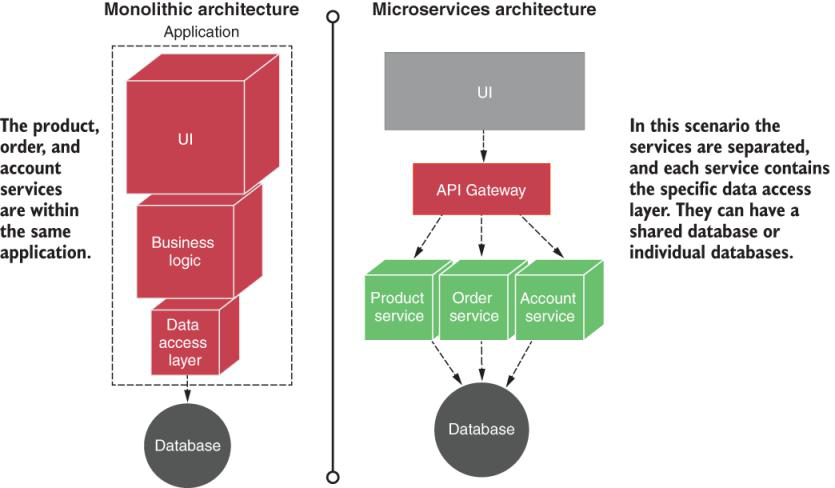 Monolithic architecture
Application
The product,
order, and
account
services
are within
the same
application.
UI
Business
logic
Data
access
layer
Database
Microservices architecture
UI
API Gateway
Product
service
Order
service
Account
service
Database
In this scenario the
services are separated,
and each service contains
the specific data access
layer. They can have a
shared database or
individual databases.